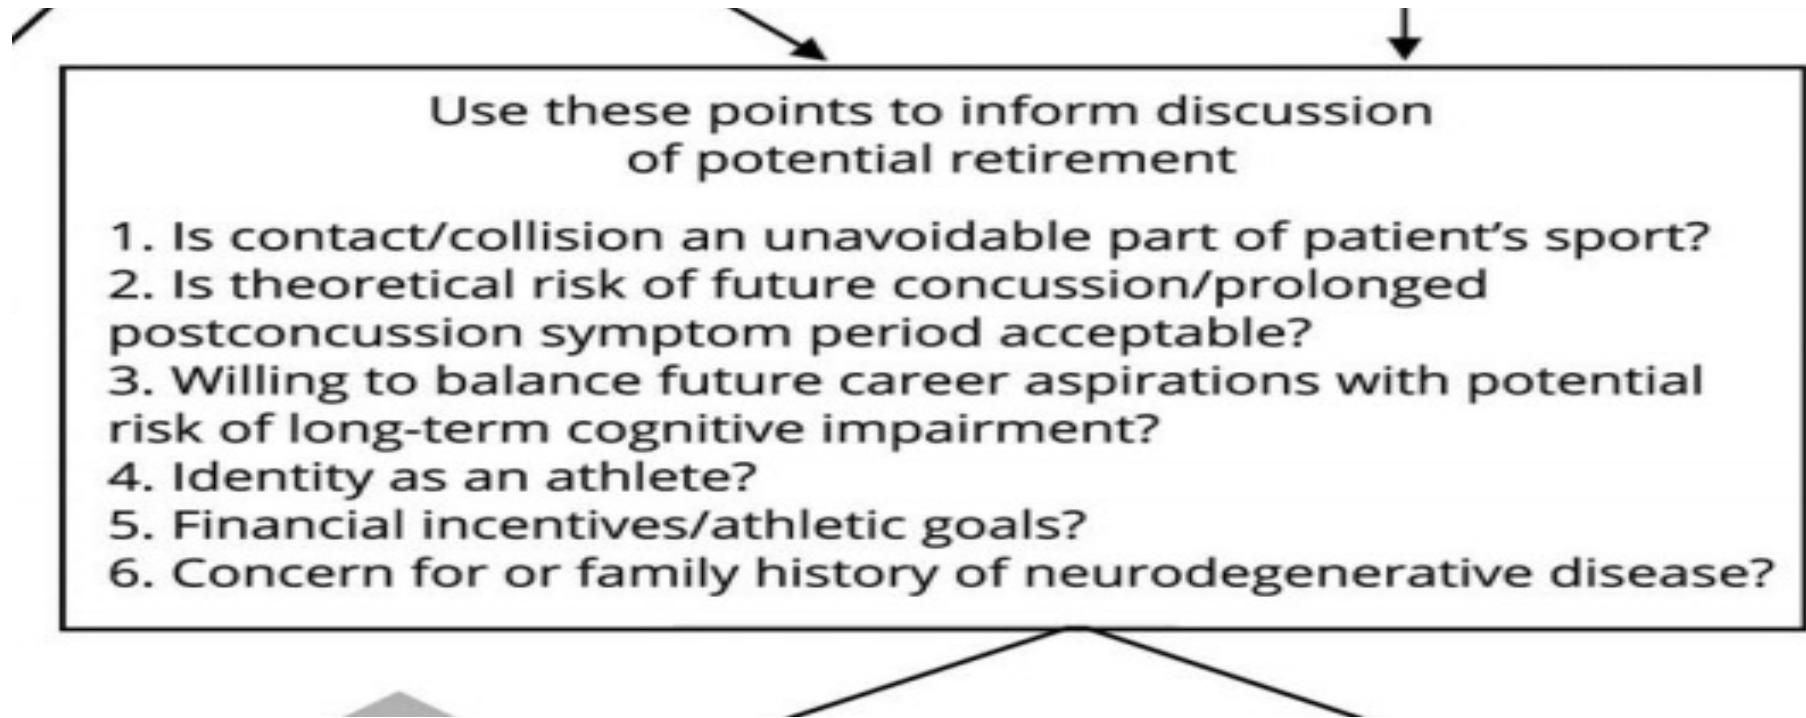 Use these points to inform discussion
of potential retirement
1. Is contact/collision an unavoidable part of patient’s sport?
2. Is theoretical risk of future concussion/prolonged
postconcussion symptom period acceptable?
3. Willing to balance future career aspirations with potential
risk of long-term cognitive impairment?
4. Identity as an athlete?
5. Financial incentives/athletic goals?
6. Concern for or family history of neurodegenerative disease?